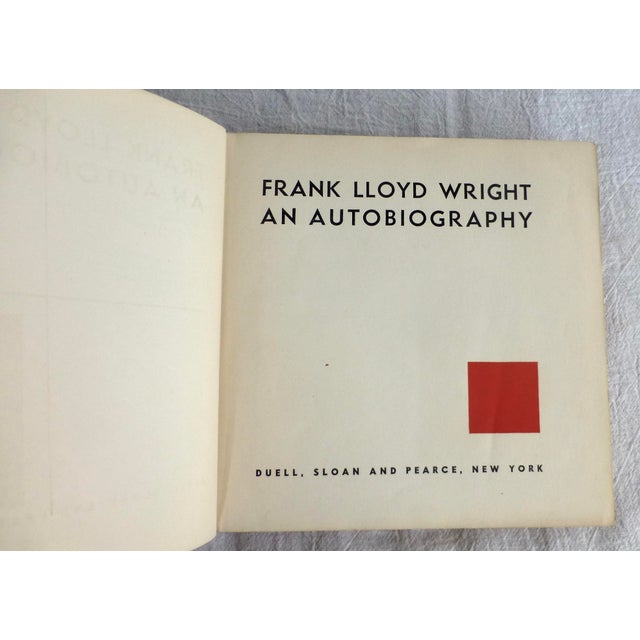 FRANK LLOYD WRIGHT
AN AUTOBIOGRAPHY
DUELL, SLOAN AND PEARCE, NEW YORK